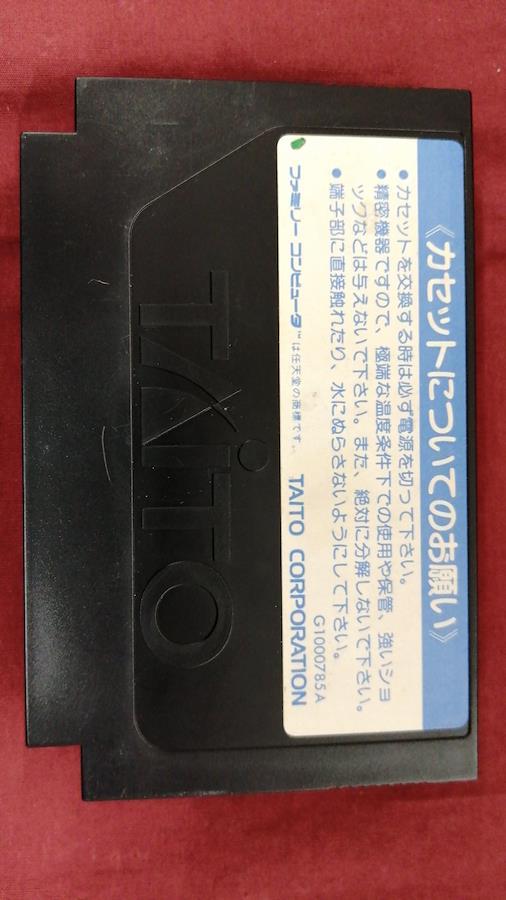 《カセットについてのお願い》
● カセットを交換する時は必ず電源を切って下さい。
● 精密機器ですので、極端な温度条件下での使用や保管、強いショ
ックなどは与えないで下さい。また、絶対に分解しないで下さい。
● 端子部に直接触れたり、水にぬらさないようにして下さい。
G1000785A
ファミリー コンピュータ™は任天堂の商標です。 TAITO CORPORATION
TAITO